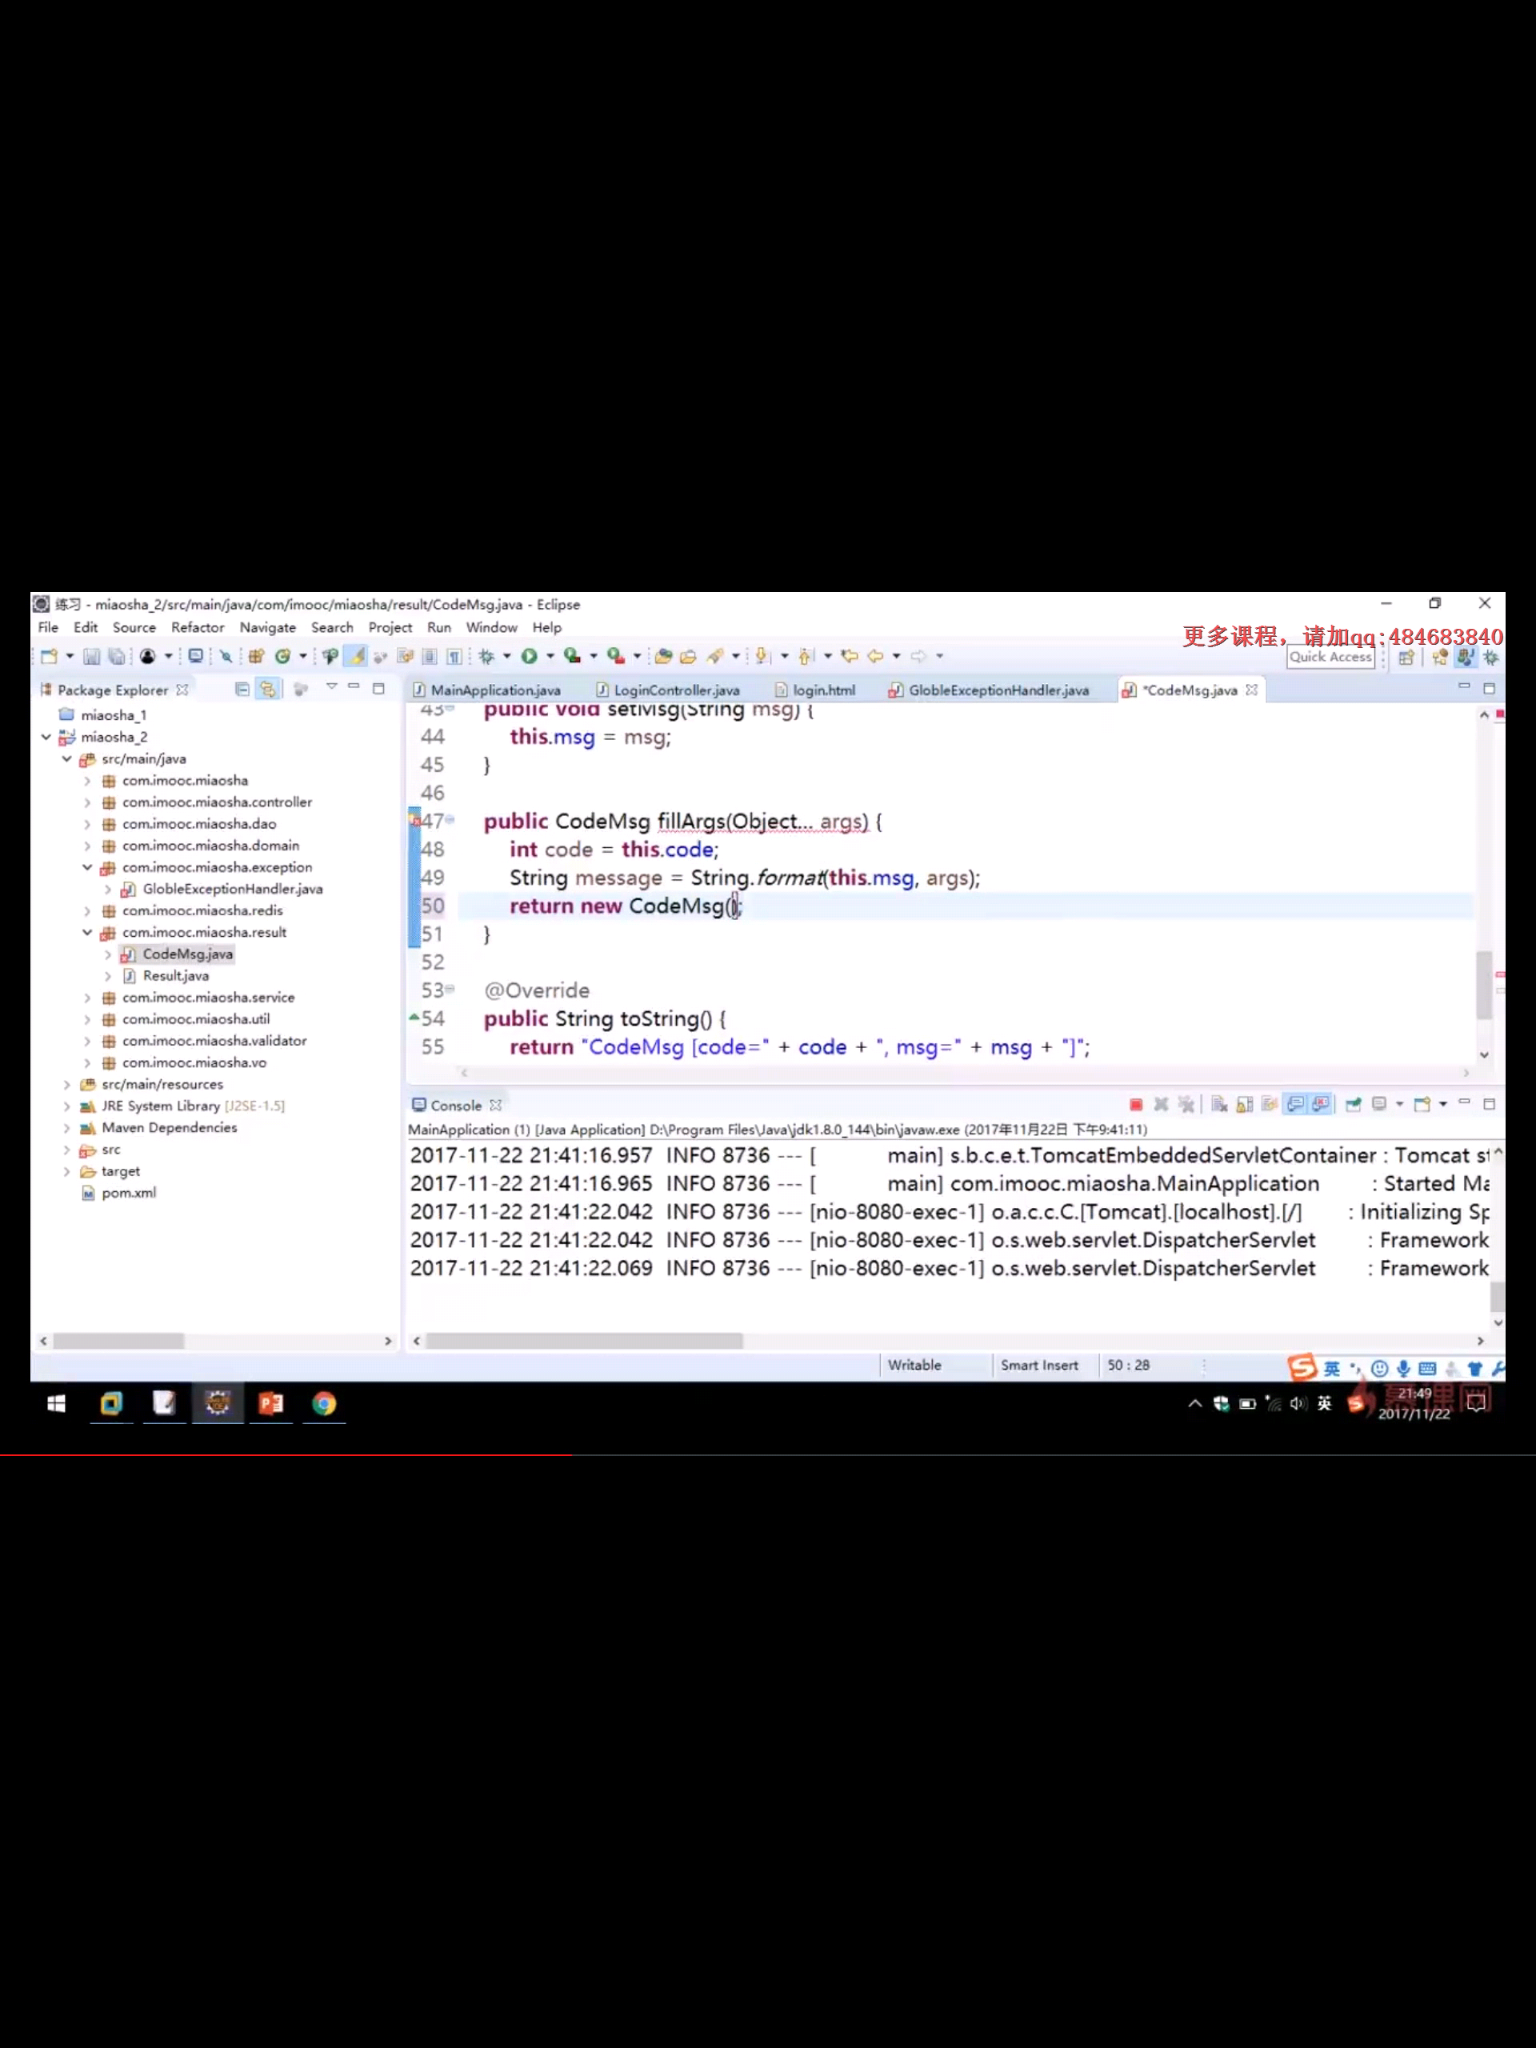 练习 - miaosha_2/src/main/java/com/imooc/miaosha/result/CodeMsg.java - Eclipse
File Edit Source Refactor Navigate Search Project Run Window Help
更多课程，请加qq:484683840
Quick Access
Package Explorer
miaosha_1
miaosha_2
src/main/java
com.imooc.miaosha
com.imooc.miaosha.controller
com.imooc.miaosha.dao
com.imooc.miaosha.domain
com.imooc.miaosha.exception
GlobleExceptionHandler.java
com.imooc.miaosha.redis
com.imooc.miaosha.result
CodeMsg.java
Result.java
com.imooc.miaosha.service
com.imooc.miaosha.util
com.imooc.miaosha.validator
com.imooc.miaosha.vo
src/main/resources
JRE System Library [J2SE-1.5]
Maven Dependencies
src
target
pom.xml
MainApplication.java LoginController.java login.html GlobleExceptionHandler.java *CodeMsg.java
43 public void setMsg(String msg) {
44 this.msg = msg;
45 }
46
47 public CodeMsg fillArgs(Object... args) {
48 int code = this.code;
49 String message = String.format(this.msg, args);
50 return new CodeMsg();
51 }
52
53 @Override
54 public String toString() {
55 return "CodeMsg [code=" + code + ", msg=" + msg + "]";
Console
MainApplication (1) [Java Application] D:\Program Files\Java\jdk1.8.0_144\bin\javaw.exe (2017年11月22日 下午9:41:11)
2017-11-22 21:41:16.957 INFO 8736 --- [ main] s.b.c.e.t.TomcatEmbeddedServletContainer : Tomcat st
2017-11-22 21:41:16.965 INFO 8736 --- [ main] com.imooc.miaosha.MainApplication : Started Ma
2017-11-22 21:41:22.042 INFO 8736 --- [nio-8080-exec-1] o.a.c.c.C.[Tomcat].[localhost].[/] : Initializing Sp
2017-11-22 21:41:22.042 INFO 8736 --- [nio-8080-exec-1] o.s.web.servlet.DispatcherServlet : Framework
2017-11-22 21:41:22.069 INFO 8736 --- [nio-8080-exec-1] o.s.web.servlet.DispatcherServlet : Framework
Writable Smart Insert 50 : 28
英
英
慕课网
21:49
2017/11/22